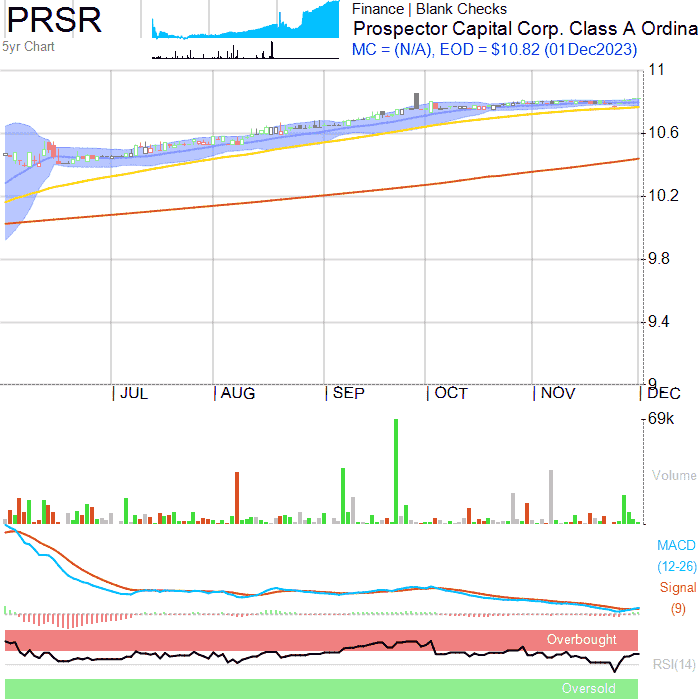 PRSR
5yr Chart
Finance | Blank Checks
Prospector Capital Corp. Class A Ordina
MC = (N/A), EOD = $10.82 (01Dec2023)
11
10.6
10.2
9.8
9.4
9
JUL AUG SEP OCT NOV DEC
69k
Volume
MACD
(12-26)
Signal
(9)
Overbought
RSI(14)
Oversold